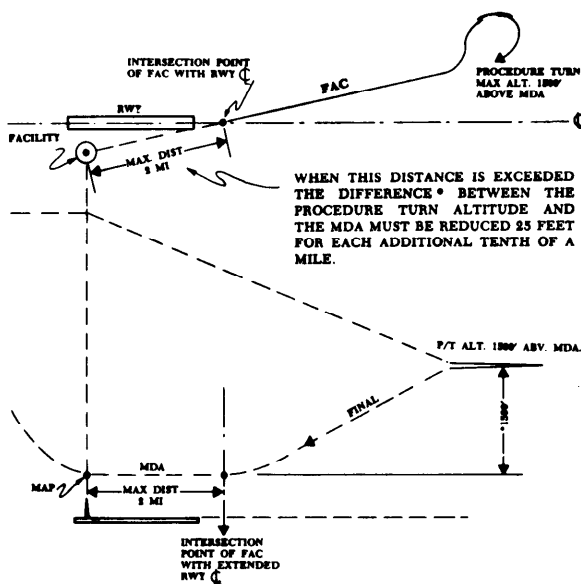 INTERSECTION POINT
OF FAC WITH RWY ℄
FAC
PROCEDURE TURN
MAX ALT. 1500'
ABOVE MDA
RWY
℄
FACILITY
MAX. DIST
2 MI
WHEN THIS DISTANCE IS EXCEEDED
THE DIFFERENCE * BETWEEN THE
PROCEDURE TURN ALTITUDE AND
THE MDA MUST BE REDUCED 25 FEET
FOR EACH ADDITIONAL TENTH OF A
MILE.
P/T ALT. 1500' ABV. MDA.
FINAL
*1500'
MDA
MAP
MAX DIST
2 MI
INTERSECTION
POINT OF FAC
WITH EXTENDED
RWY ℄